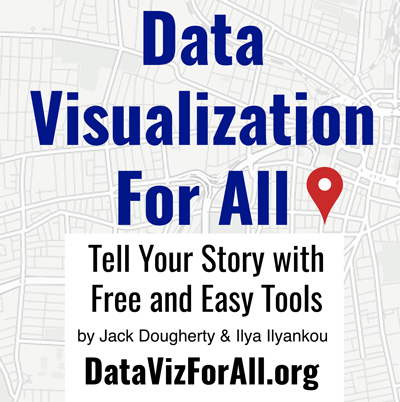 Data
Visualization
For All
Tell Your Story with
Free and Easy Tools
by Jack Dougherty & Ilya Ilyankou
DataVizForAll.org